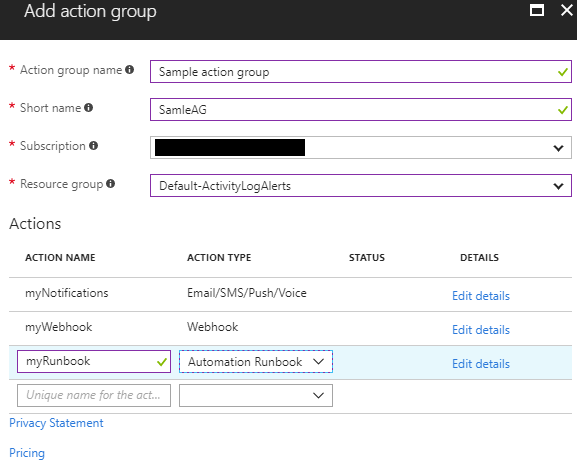 Add action group
* Action group name
Sample action group
* Short name
SamleAG
* Subscription
* Resource group
Default-ActivityLogAlerts
Actions
ACTION NAME ACTION TYPE STATUS DETAILS
myNotifications Email/SMS/Push/Voice Edit details
myWebhook Webhook Edit details
myRunbook Automation Runbook Edit details
Unique name for the act...
Privacy Statement
Pricing